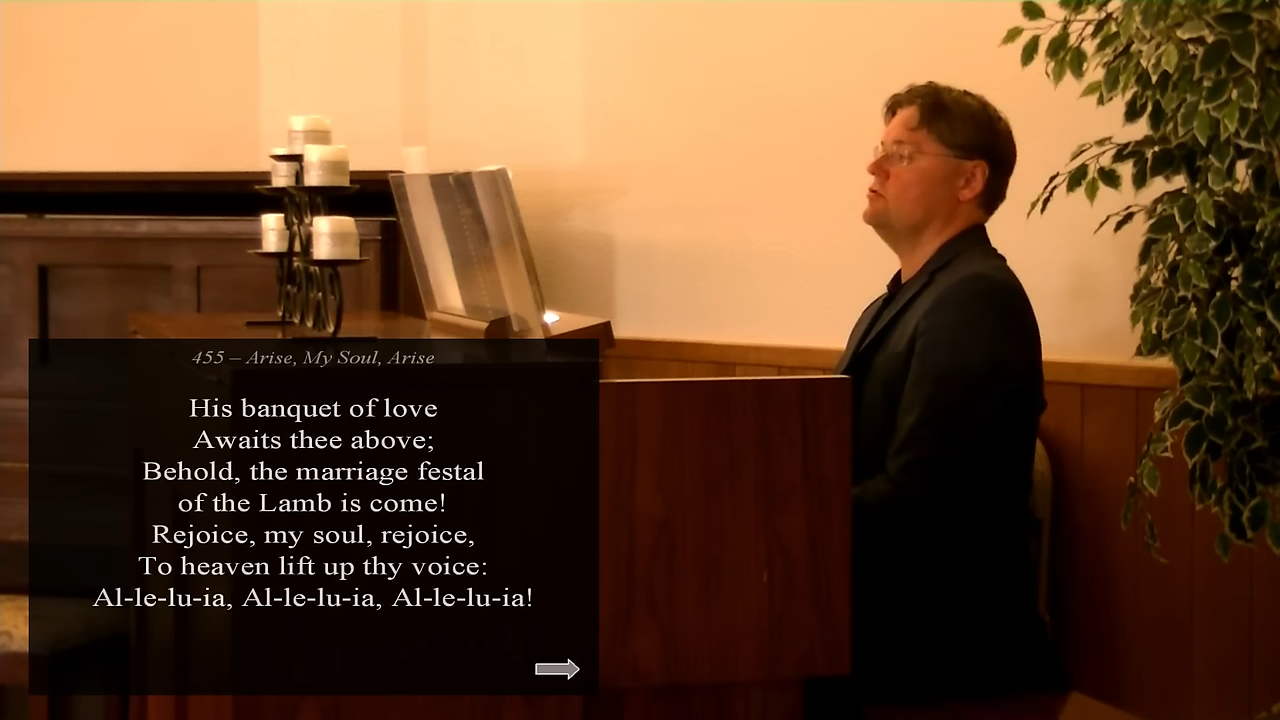 455 – Arise, My Soul, Arise
His banquet of love
Awaits thee above;
Behold, the marriage festal
of the Lamb is come!
Rejoice, my soul, rejoice,
To heaven lift up thy voice:
Al-le-lu-ia, Al-le-lu-ia, Al-le-lu-ia!